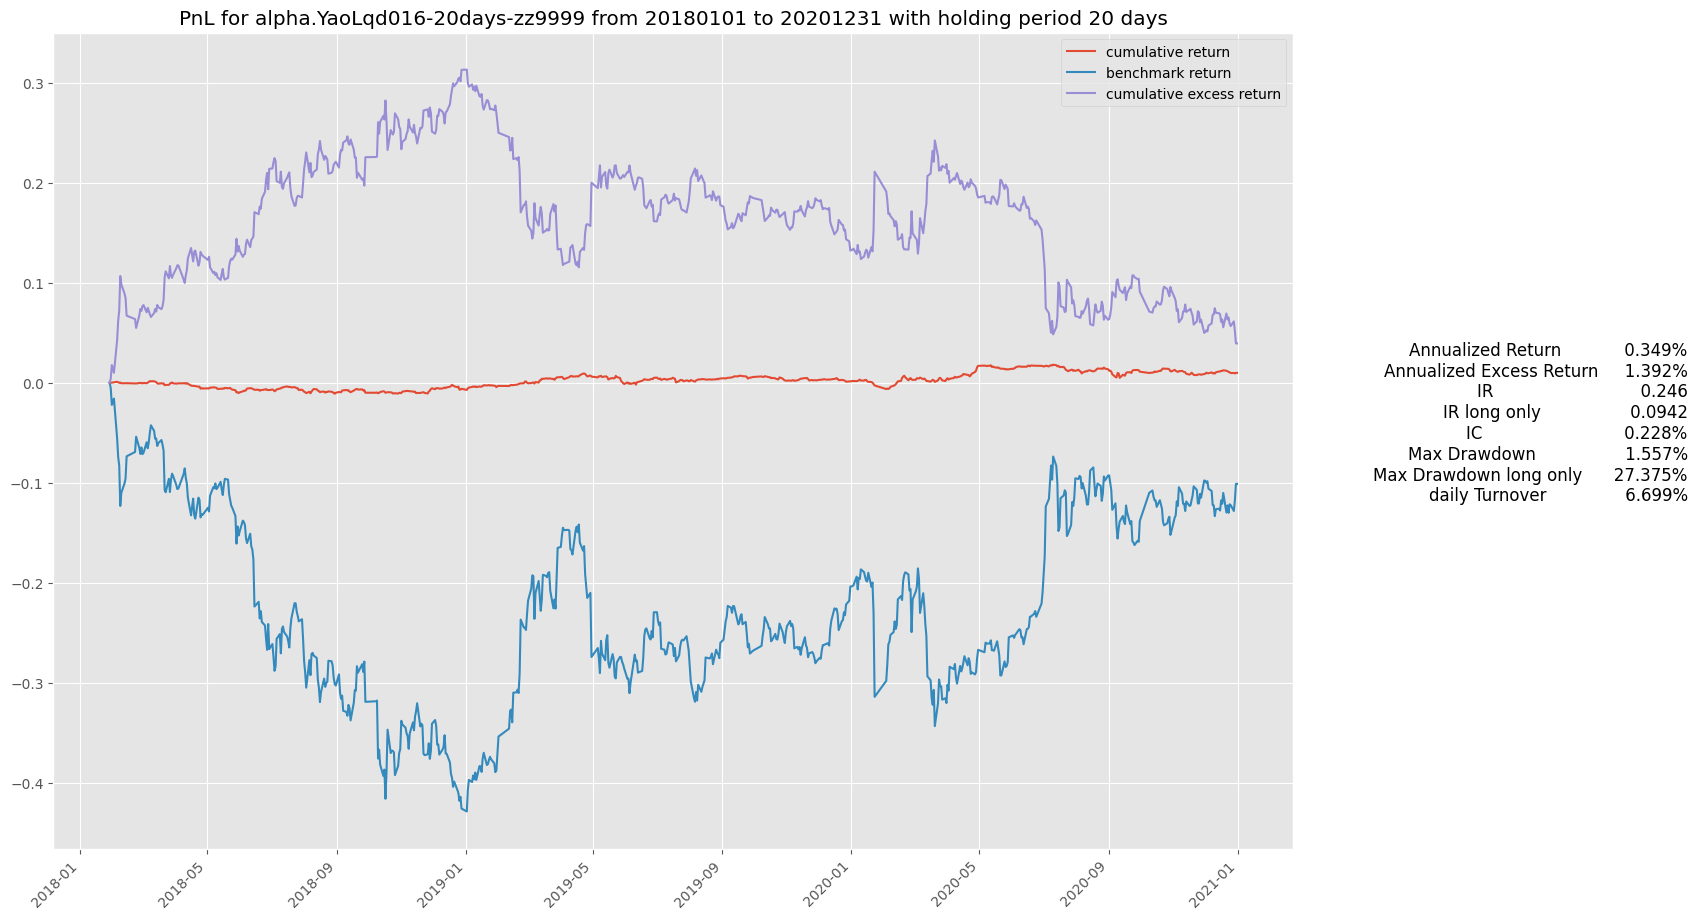 PnL for alpha.YaoLqd016-20days-zz9999 from 20180101 to 20201231 with holding period 20 days
cumulative return
benchmark return
cumulative excess return
0.3
0.2
0.1
0.0
−0.1
−0.2
−0.3
−0.4
2018-01
2018-05
2018-09
2019-01
2019-05
2019-09
2020-01
2020-05
2020-09
2021-01
Annualized Return 0.349%
Annualized Excess Return 1.392%
IR 0.246
IR long only 0.0942
IC 0.228%
Max Drawdown 1.557%
Max Drawdown long only 27.375%
daily Turnover 6.699%